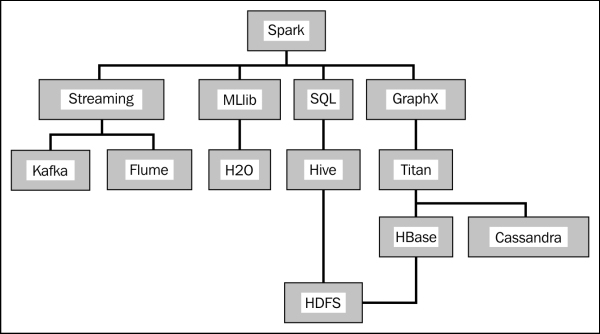 Spark
Streaming
MLlib
SQL
GraphX
Kafka
Flume
H2O
Hive
Titan
HBase
Cassandra
HDFS